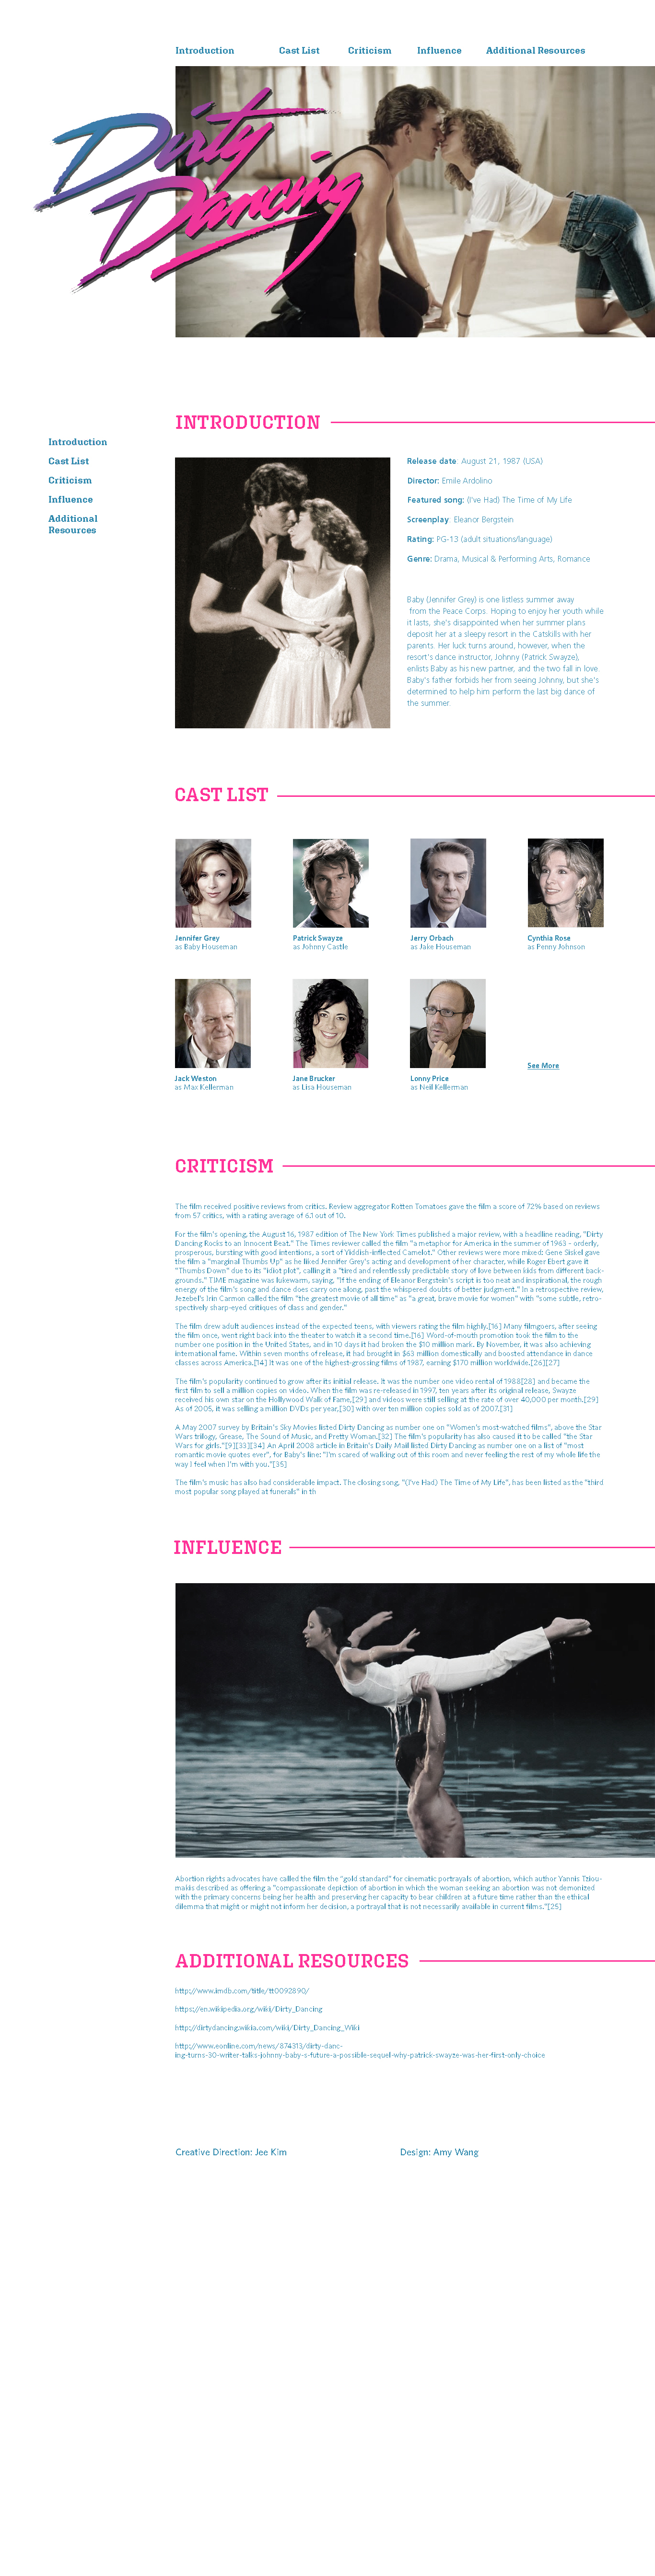 Introduction Cast List Criticism Influence Additional Resources
Dirty
Dancing
INTRODUCTION
Introduction
Cast List
Criticism
Influence
Additional
Resources
Release date: August 21, 1987 (USA)
Director: Emile Ardolino
Featured song: (I've Had) The Time of My Life
Screenplay: Eleanor Bergstein
Rating: PG-13 (adult situations/language)
Genre: Drama, Musical & Performing Arts, Romance
Baby (Jennifer Grey) is one listless summer away
from the Peace Corps. Hoping to enjoy her youth while
it lasts, she's disappointed when her summer plans
deposit her at a sleepy resort in the Catskills with her
parents. Her luck turns around, however, when the
resort's dance instructor, Johnny (Patrick Swayze),
enlists Baby as his new partner, and the two fall in love.
Baby's father forbids her from seeing Johnny, but she's
determined to help him perform the last big dance of
the summer.
CAST LIST
Jennifer Grey
as Baby Houseman
Patrick Swayze
as Johnny Castle
Jerry Orbach
as Jake Houseman
Cynthia Rose
as Penny Johnson
Jack Weston
as Max Kellerman
Jane Brucker
as Lisa Houseman
Lonny Price
as Neil Kellerman
See More
CRITICISM
The film received positive reviews from critics. Review aggregator Rotten Tomatoes gave the film a score of 72% based on reviews
from 57 critics, with a rating average of 6.1 out of 10.
For the film's opening, the August 16, 1987 edition of The New York Times published a major review, with a headline reading, "Dirty
Dancing Rocks to an Innocent Beat." The Times reviewer called the film "a metaphor for America in the summer of 1963 – orderly,
prosperous, bursting with good intentions, a sort of Yiddish-inflected Camelot." Other reviews were more mixed: Gene Siskel gave
the film a "marginal Thumbs Up" as he liked Jennifer Grey's acting and development of her character, while Roger Ebert gave it
"Thumbs Down" due to its "idiot plot", calling it a "tired and relentlessly predictable story of love between kids from different back-
grounds." TIME magazine was lukewarm, saying, "If the ending of Eleanor Bergstein's script is too neat and inspirational, the rough
energy of the film's song and dance does carry one along, past the whispered doubts of better judgment." In a retrospective review,
Jezebel's Irin Carmon called the film "the greatest movie of all time" as "a great, brave movie for women" with "some subtle, retro-
spectively sharp-eyed critiques of class and gender."
The film drew adult audiences instead of the expected teens, with viewers rating the film highly.[16] Many filmgoers, after seeing
the film once, went right back into the theater to watch it a second time.[16] Word-of-mouth promotion took the film to the
number one position in the United States, and in 10 days it had broken the $10 million mark. By November, it was also achieving
international fame. Within seven months of release, it had brought in $63 million domestically and boosted attendance in dance
classes across America.[14] It was one of the highest-grossing films of 1987, earning $170 million worldwide.[26][27]
The film's popularity continued to grow after its initial release. It was the number one video rental of 1988[28] and became the
first film to sell a million copies on video. When the film was re-released in 1997, ten years after its original release, Swayze
received his own star on the Hollywood Walk of Fame,[29] and videos were still selling at the rate of over 40,000 per month.[29]
As of 2005, it was selling a million DVDs per year,[30] with over ten million copies sold as of 2007.[31]
A May 2007 survey by Britain's Sky Movies listed Dirty Dancing as number one on "Women's most-watched films", above the Star
Wars trilogy, Grease, The Sound of Music, and Pretty Woman.[32] The film's popularity has also caused it to be called "the Star
Wars for girls."[9][33][34] An April 2008 article in Britain's Daily Mail listed Dirty Dancing as number one on a list of "most
romantic movie quotes ever", for Baby's line: "I'm scared of walking out of this room and never feeling the rest of my whole life the
way I feel when I'm with you."[35]
The film's music has also had considerable impact. The closing song, "(I've Had) The Time of My Life", has been listed as the "third
most popular song played at funerals" in th
INFLUENCE
Abortion rights advocates have called the film the "gold standard" for cinematic portrayals of abortion, which author Yannis Tziou-
makis described as offering a "compassionate depiction of abortion in which the woman seeking an abortion was not demonized
with the primary concerns being her health and preserving her capacity to bear children at a future time rather than the ethical
dilemma that might or might not inform her decision, a portrayal that is not necessarily available in current films."[25]
ADDITIONAL RESOURCES
http://www.imdb.com/title/tt0092890/
https://en.wikipedia.org/wiki/Dirty_Dancing
http://dirtydancing.wikia.com/wiki/Dirty_Dancing_Wiki
http://www.eonline.com/news/874313/dirty-danc-
ing-turns-30-writer-talks-johnny-baby-s-future-a-possible-sequel-why-patrick-swayze-was-her-first-only-choice
Creative Direction: Jee Kim Design: Amy Wang